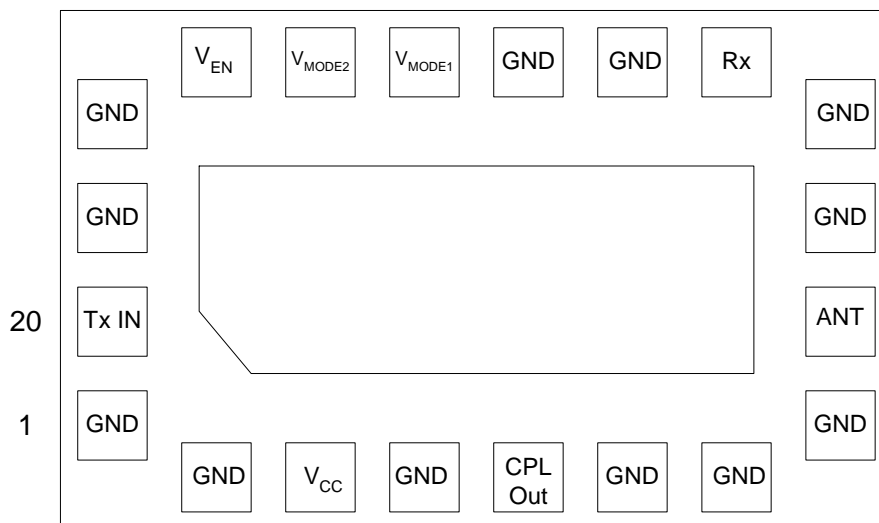 V_EN V_MODE2 V_MODE1 GND GND Rx
GND GND
GND GND
20 Tx IN ANT
1 GND GND
GND V_CC GND CPL Out GND GND